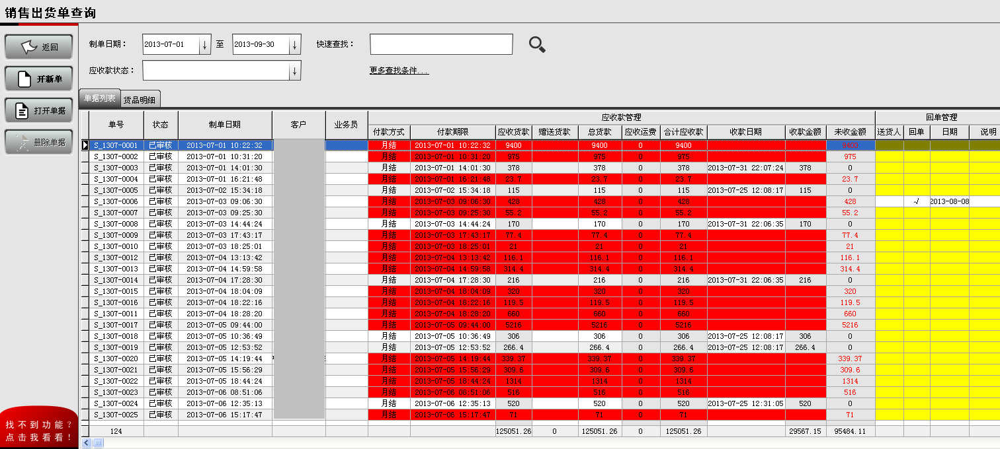 销售出货单查询
返回
开新单
打开单据
删除单据
找不到功能?
点击我看看!
制单日期： 2013-07-01 至 2013-09-30 快速查找：
应收款状态： 更多查找条件...
单据列表 货品明细
单号 状态 制单日期 客户 业务员 应收款管理 回单管理
付款方式 付款期限 应收货款 赠送货款 总货款 应收运费 合计应收款 收款日期 收款金额 未收金额 送货人 回单 日期 说明
S_1307-0001 已审核 2013-07-01 10:22:32 月结 2013-07-01 10:22:32 9400 9400 0 9400 9400
S_1307-0002 已审核 2013-07-01 10:31:20 月结 2013-07-01 10:31:20 975 975 0 975 975
S_1307-0003 已审核 2013-07-01 14:01:30 月结 2013-07-01 14:01:30 378 378 0 378 2013-07-31 22:07:24 378 0
S_1307-0004 已审核 2013-07-01 16:21:48 月结 2013-07-01 16:21:48 23.7 23.7 0 23.7 23.7
S_1307-0005 已审核 2013-07-02 15:34:18 月结 2013-07-02 15:34:18 115 115 0 115 2013-07-25 12:08:17 115 0
S_1307-0006 已审核 2013-07-03 09:06:30 月结 2013-07-03 09:06:30 428 428 0 428 428 √ 2013-08-08
S_1307-0007 已审核 2013-07-03 09:25:30 月结 2013-07-03 09:25:30 55.2 55.2 0 55.2 55.2
S_1307-0008 已审核 2013-07-03 14:44:24 月结 2013-07-03 14:44:24 170 170 0 170 2013-07-31 22:06:35 170 0
S_1307-0009 已审核 2013-07-03 17:43:17 月结 2013-07-03 17:43:17 77.4 77.4 0 77.4 77.4
S_1307-0010 已审核 2013-07-03 18:25:01 月结 2013-07-03 18:25:01 21 21 0 21 21
S_1307-0012 已审核 2013-07-04 13:13:42 月结 2013-07-04 13:13:42 116.1 116.1 0 116.1 116.1
S_1307-0013 已审核 2013-07-04 14:59:58 月结 2013-07-04 14:59:58 314.4 314.4 0 314.4 314.4
S_1307-0014 已审核 2013-07-04 17:28:30 月结 2013-07-04 17:28:30 216 216 0 216 2013-07-31 22:06:35 216 0
S_1307-0015 已审核 2013-07-04 18:04:09 月结 2013-07-04 18:04:09 320 320 0 320 320
S_1307-0016 已审核 2013-07-04 18:22:16 月结 2013-07-04 18:22:16 119.5 119.5 0 119.5 119.5
S_1307-0011 已审核 2013-07-04 18:28:20 月结 2013-07-04 18:28:20 660 660 0 660 660
S_1307-0017 已审核 2013-07-05 09:44:00 月结 2013-07-05 09:44:00 5216 5216 0 5216 5216
S_1307-0018 已审核 2013-07-05 10:36:49 月结 2013-07-05 10:36:49 306 306 0 306 2013-07-25 12:08:17 306 0
S_1307-0019 已审核 2013-07-05 12:53:52 月结 2013-07-05 12:53:52 266.4 266.4 0 266.4 2013-07-25 12:08:17 266.4 0
S_1307-0020 已审核 2013-07-05 14:19:44 月结 2013-07-05 14:19:44 339.37 339.37 0 339.37 339.37
S_1307-0021 已审核 2013-07-05 15:56:29 月结 2013-07-05 15:56:29 309.6 309.6 0 309.6 309.6
S_1307-0022 已审核 2013-07-05 18:44:24 月结 2013-07-05 18:44:24 1314 1314 0 1314 1314
S_1307-0023 已审核 2013-07-06 08:51:06 月结 2013-07-06 08:51:06 516 516 0 516 516
S_1307-0024 已审核 2013-07-06 12:35:13 月结 2013-07-06 12:35:13 520 520 0 520 2013-07-25 12:31:05 520 0
S_1307-0025 已审核 2013-07-06 15:17:47 月结 2013-07-06 15:17:47 71 71 0 71 71
124 125051.26 0 125051.26 0 125051.26 29567.15 95484.11